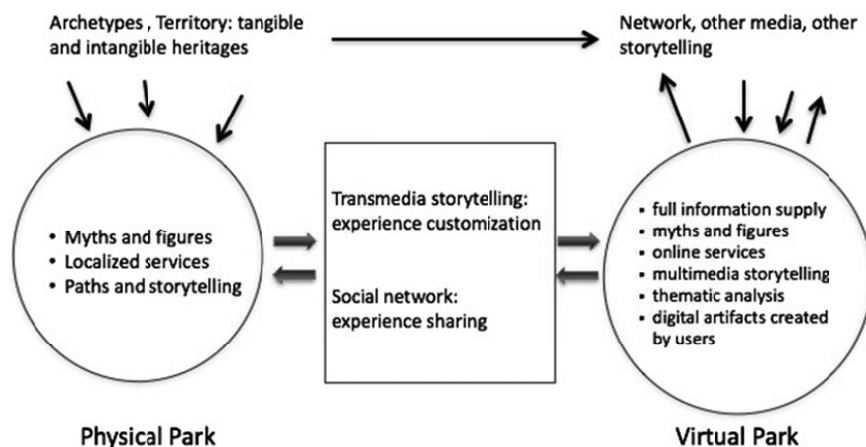 Archetypes , Territory: tangible
and intangible heritages
Network, other media, other
storytelling
• Myths and figures
• Localized services
• Paths and storytelling
Transmedia storytelling:
experience customization
Social network:
experience sharing
• full information supply
• myths and figures
• online services
• multimedia storytelling
• thematic analysis
• digital artifacts created
by users
Physical Park
Virtual Park